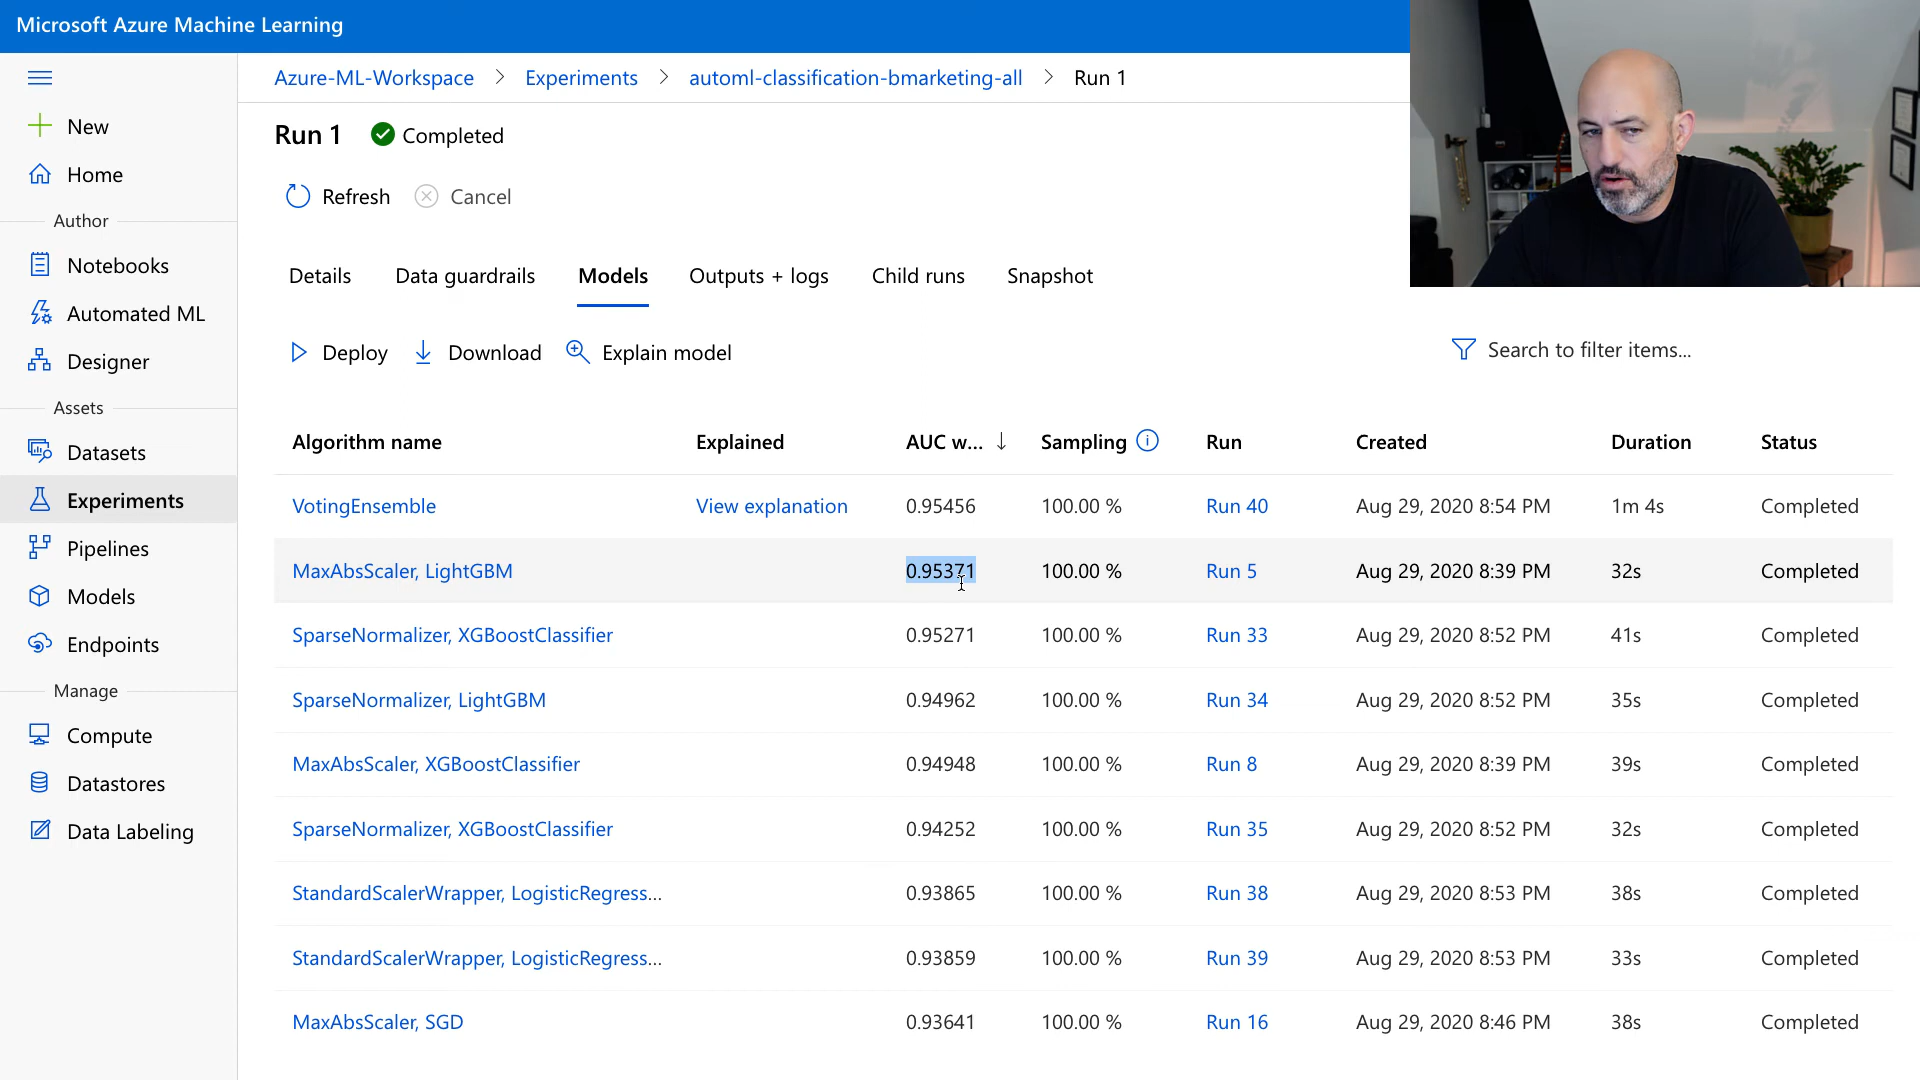 Microsoft Azure Machine Learning
Azure-ML-Workspace > Experiments > automl-classification-bmarketing-all > Run 1
New
Home
Author
Notebooks
Automated ML
Designer
Assets
Datasets
Experiments
Pipelines
Models
Endpoints
Manage
Compute
Datastores
Data Labeling
Run 1 Completed
Refresh Cancel
Details Data guardrails Models Outputs + logs Child runs Snapshot
Deploy Download Explain model Search to filter items...
Algorithm name Explained AUC w... ↓ Sampling Run Created Duration Status
VotingEnsemble View explanation 0.95456 100.00 % Run 40 Aug 29, 2020 8:54 PM 1m 4s Completed
MaxAbsScaler, LightGBM 0.95371 100.00 % Run 5 Aug 29, 2020 8:39 PM 32s Completed
SparseNormalizer, XGBoostClassifier 0.95271 100.00 % Run 33 Aug 29, 2020 8:52 PM 41s Completed
SparseNormalizer, LightGBM 0.94962 100.00 % Run 34 Aug 29, 2020 8:52 PM 35s Completed
MaxAbsScaler, XGBoostClassifier 0.94948 100.00 % Run 8 Aug 29, 2020 8:39 PM 39s Completed
SparseNormalizer, XGBoostClassifier 0.94252 100.00 % Run 35 Aug 29, 2020 8:52 PM 32s Completed
StandardScalerWrapper, LogisticRegress... 0.93865 100.00 % Run 38 Aug 29, 2020 8:53 PM 38s Completed
StandardScalerWrapper, LogisticRegress... 0.93859 100.00 % Run 39 Aug 29, 2020 8:53 PM 33s Completed
MaxAbsScaler, SGD 0.93641 100.00 % Run 16 Aug 29, 2020 8:46 PM 38s Completed